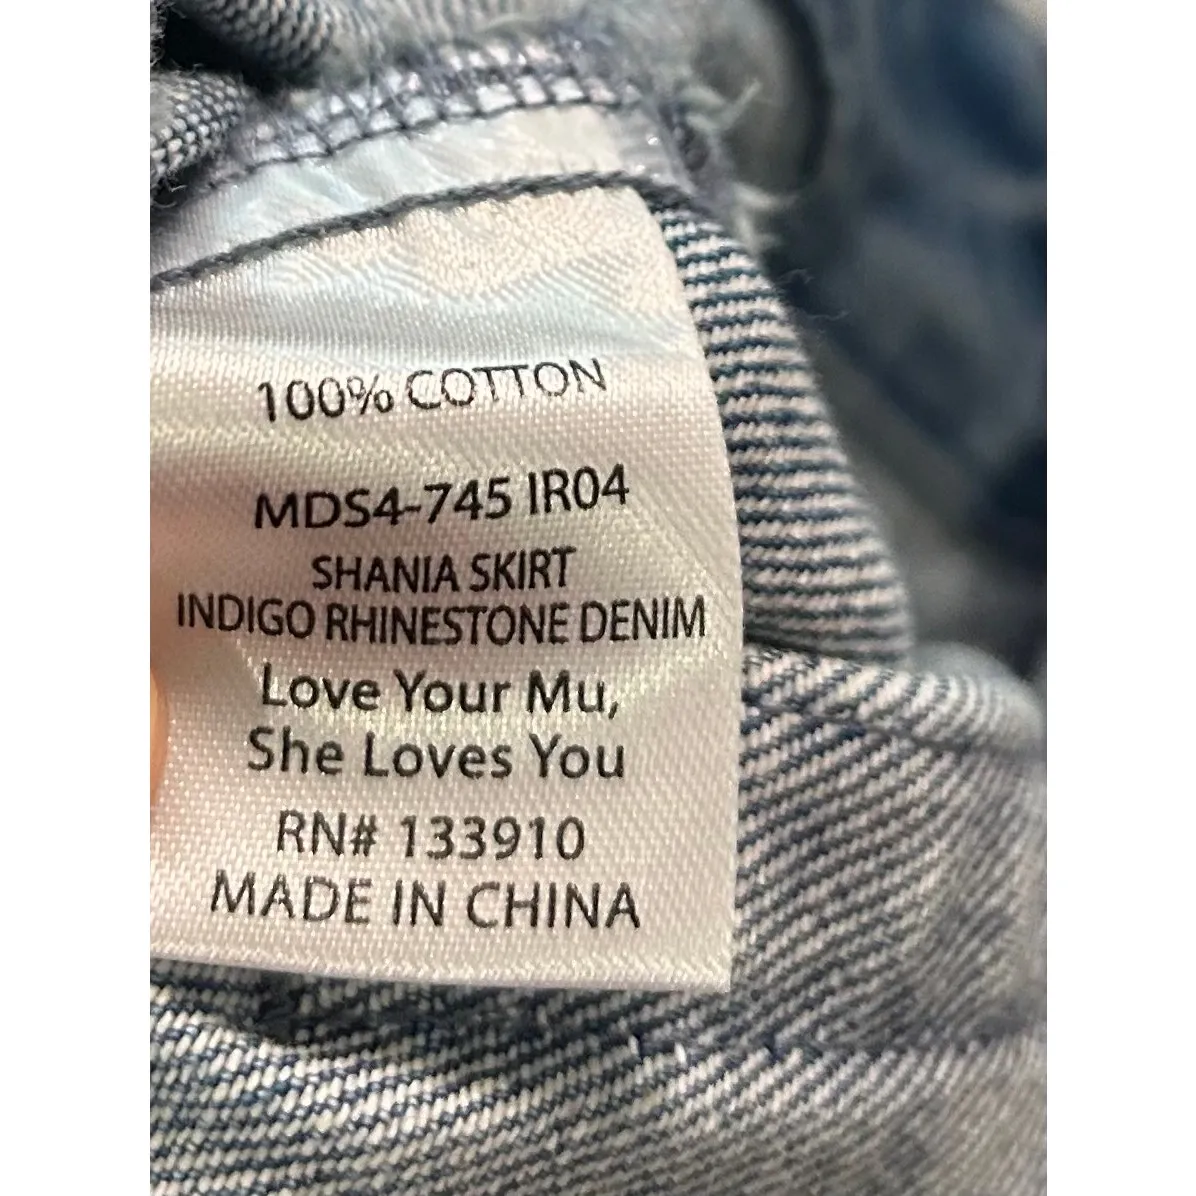 100% COTTON
MDS4-745 IR04
SHANIA SKIRT
INDIGO RHINESTONE DENIM
Love Your Mu,
She Loves You
RN# 133910
MADE IN CHINA